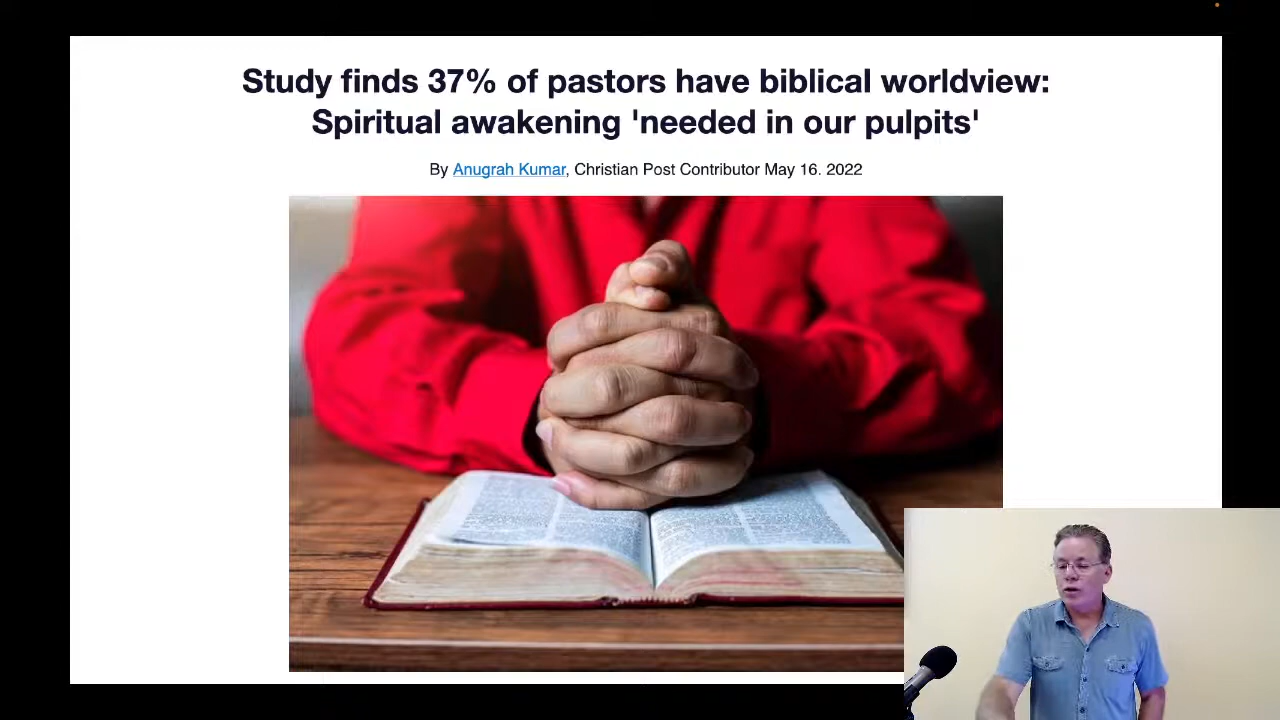 Study finds 37% of pastors have biblical worldview:
Spiritual awakening 'needed in our pulpits'
By Anugrah Kumar, Christian Post Contributor May 16. 2022